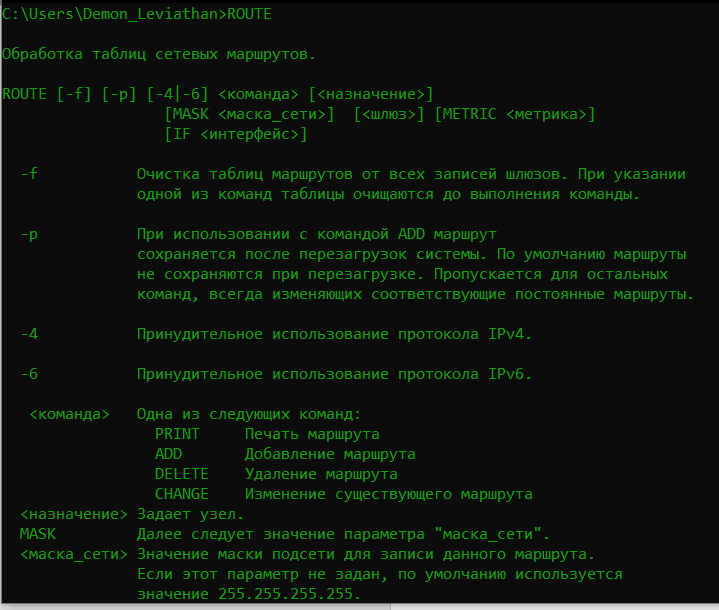 C:\Users\Demon_Leviathan>ROUTE
Обработка таблиц сетевых маршрутов.
ROUTE [-f] [-p] [-4|-6] <команда> [<назначение>]
[MASK <маска_сети>]  [<шлюз>] [METRIC <метрика>]
[IF <интерфейс>]
-f           Очистка таблиц маршрутов от всех записей шлюзов. При указании
одной из команд таблицы очищаются до выполнения команды.
-p           При использовании с командой ADD маршрут
сохраняется после перезагрузок системы. По умолчанию маршруты
не сохраняются при перезагрузке. Пропускается для остальных
команд, всегда изменяющих соответствующие постоянные маршруты.
-4           Принудительное использование протокола IPv4.
-6           Принудительное использование протокола IPv6.
<команда>   Одна из следующих команд:
PRINT     Печать маршрута
ADD       Добавление маршрута
DELETE    Удаление маршрута
CHANGE    Изменение существующего маршрута
<назначение> Задает узел.
MASK         Далее следует значение параметра "маска_сети".
<маска_сети> Значение маски подсети для записи данного маршрута.
Если этот параметр не задан, по умолчанию используется
значение 255.255.255.255.